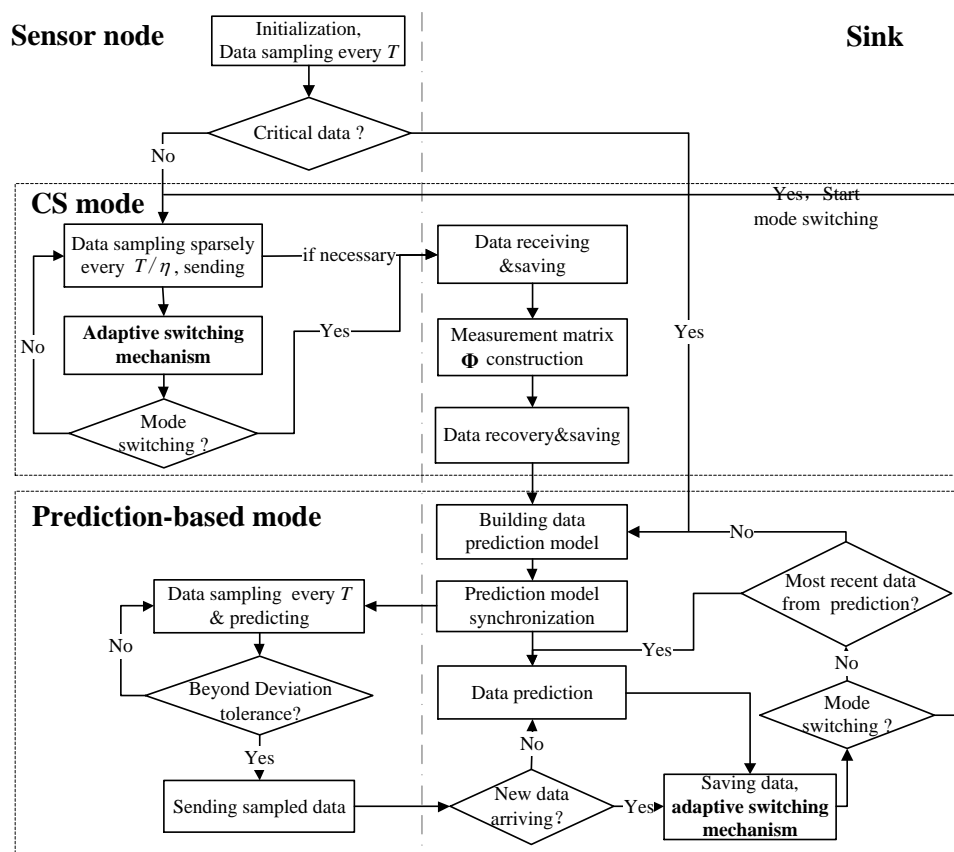 Sensor node
Sink
Initialization,
Data sampling every T
Critical data ?
No
Yes
CS mode
Yes, Start
mode switching
Data sampling sparsely
every T/η, sending
if necessary
Data receiving
&saving
No
Adaptive switching
mechanism
Yes
Measurement matrix
Φ construction
Mode
switching ?
Data recovery&saving
Prediction-based mode
Building data
prediction model
No
Most recent data
from prediction?
Data sampling every T
& predicting
Prediction model
synchronization
No
Yes
No
Beyond Deviation
tolerance?
Data prediction
Mode
switching ?
Yes
No
Sending sampled data
New data
arriving?
Yes
Saving data,
adaptive switching
mechanism